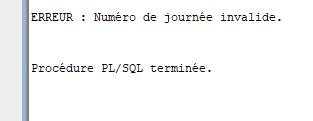 ERREUR : Numéro de journée invalide.
Procédure PL/SQL terminée.